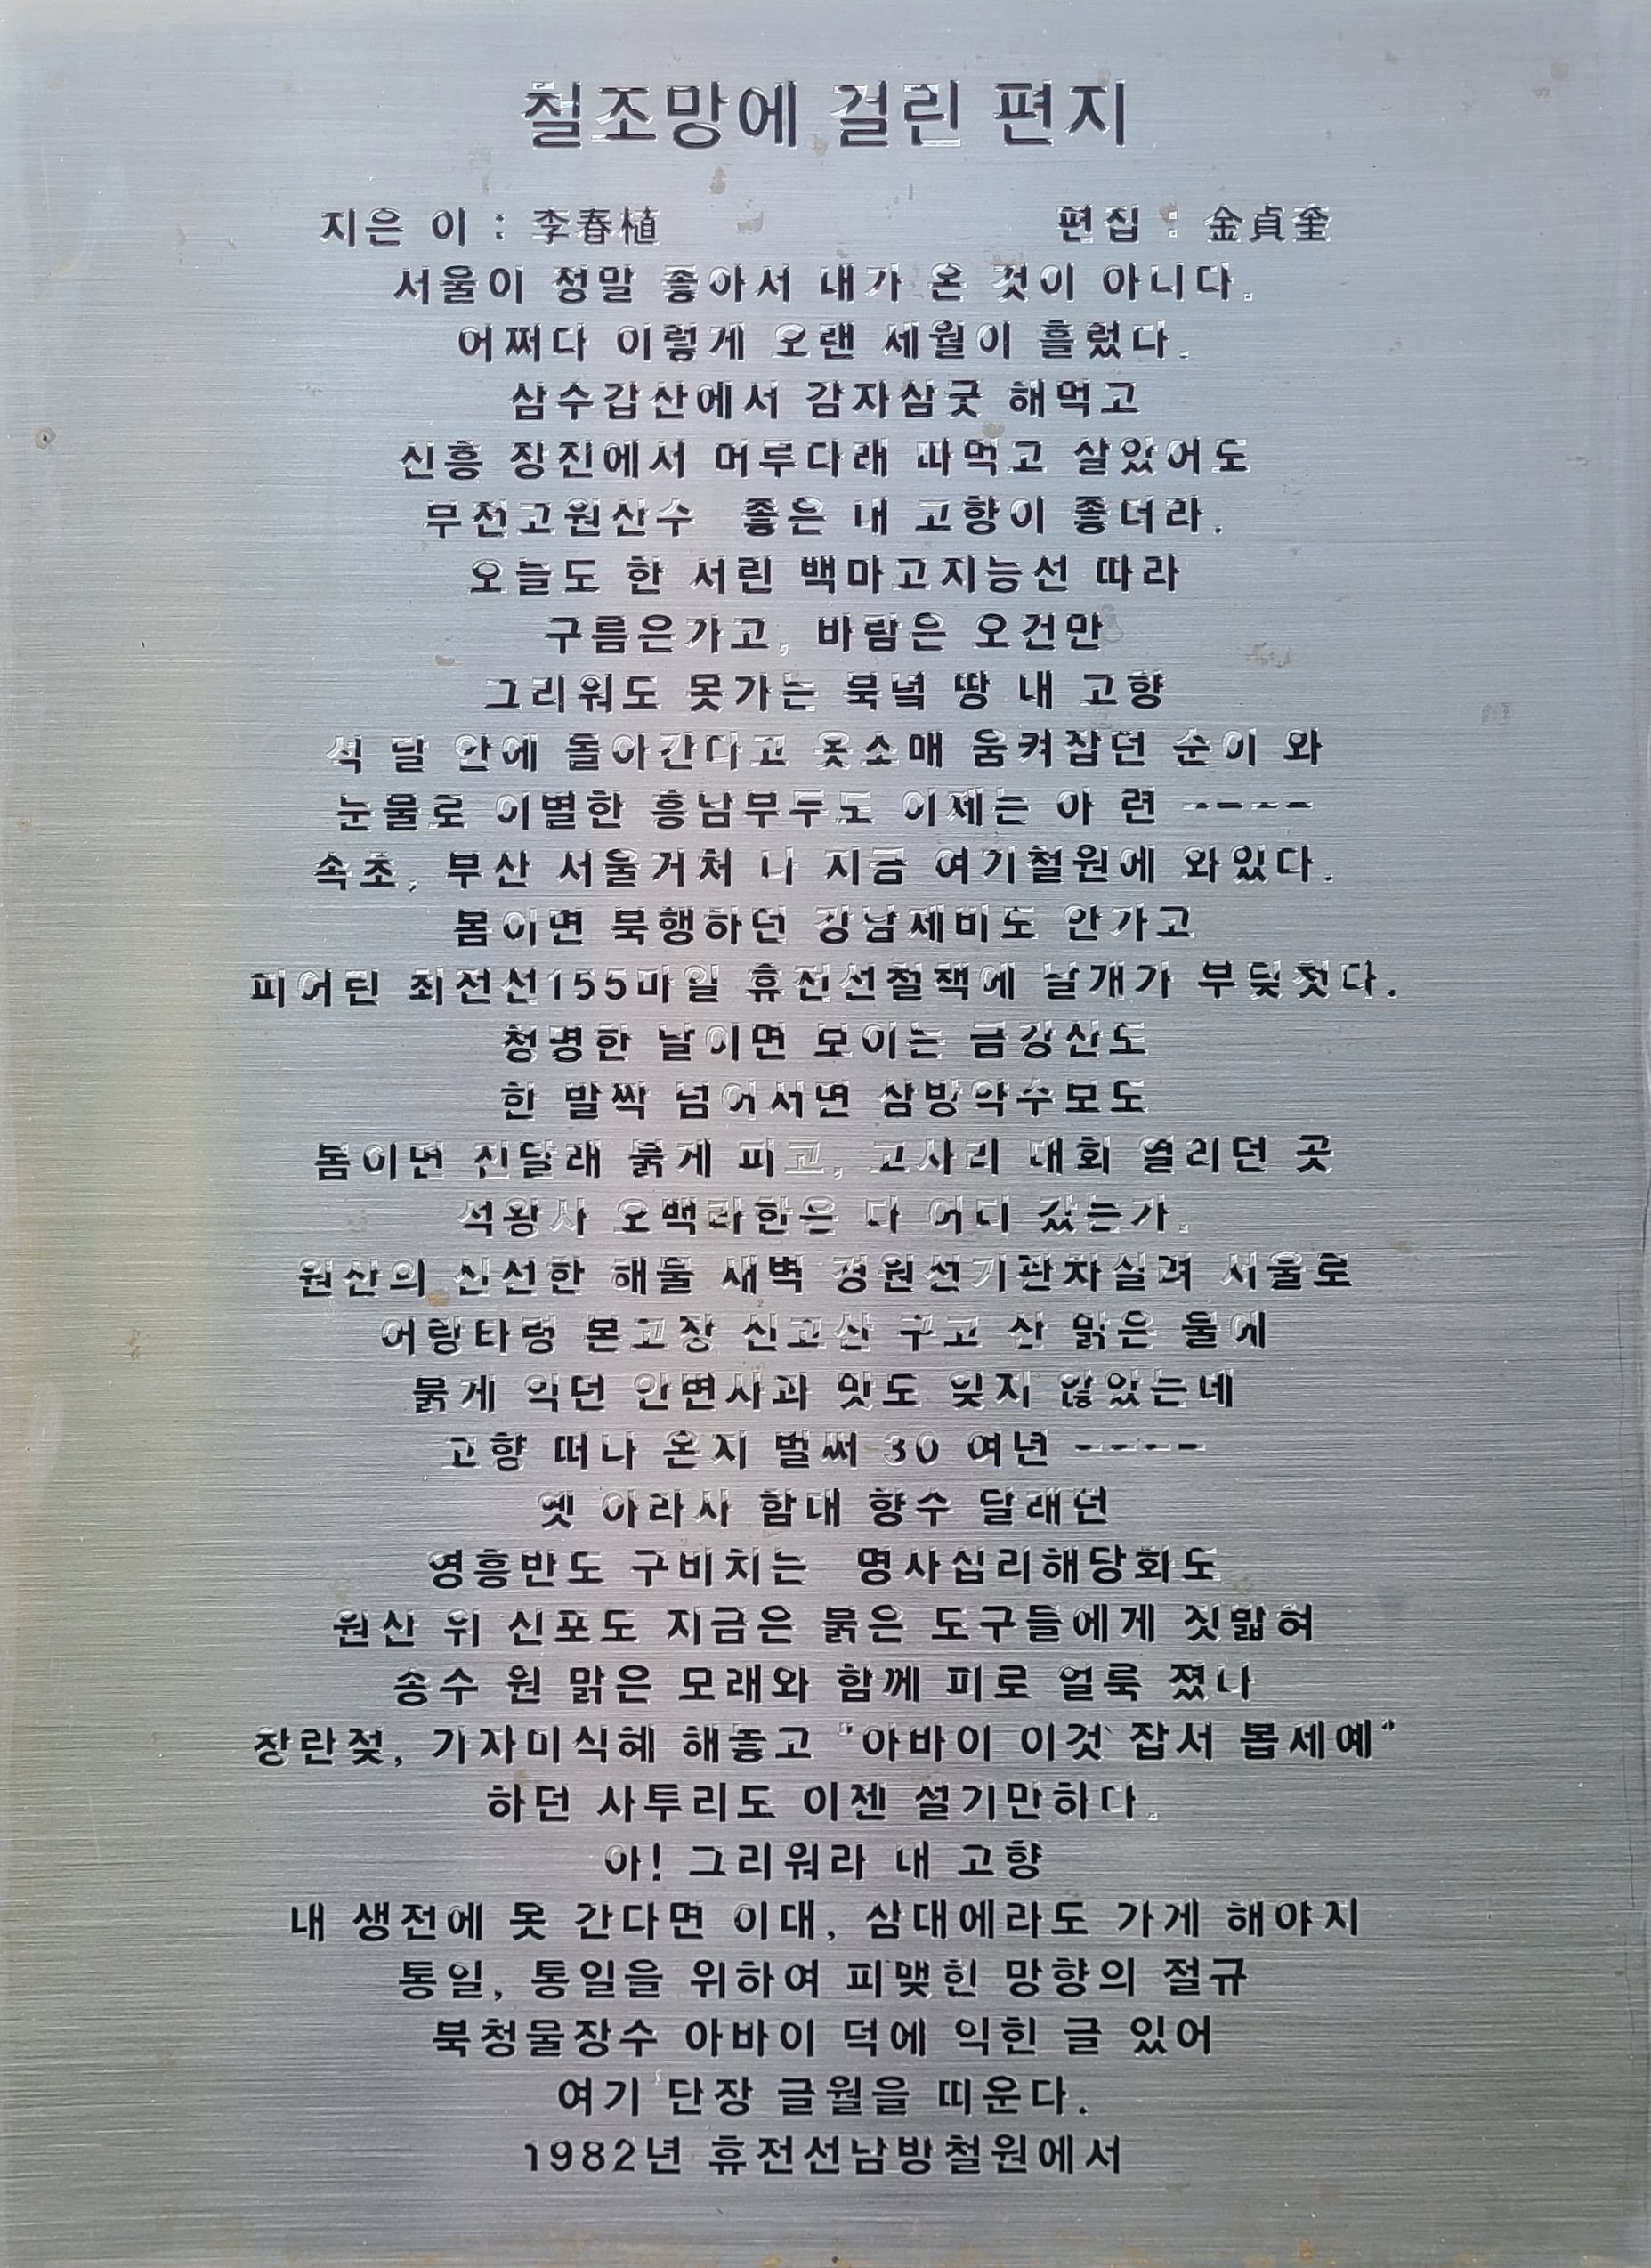 철조망에 걸린 편지
지은 이 : 李春植 편집 : 金貞奎
서울이 정말 좋아서 내가 온 것이 아니다.
어쩌다 이렇게 오랜 세월이 흘렀다.
삼수갑산에서 감자삼굿 해먹고
신흥 장진에서 머루다래 따먹고 살았어도
무전고원산수 좋은 내 고향이 좋더라.
오늘도 한 서린 백마고지능선 따라
구름은가고, 바람은 오건만
그리워도 못가는 북녘 땅 내 고향
석 달 안에 돌아간다고 옷소매 움켜잡던 순이 와
눈물로 이별한 흥남부두도 이제는 아 련 ----
속초, 부산 서울거처 나 지금 여기철원에 와있다.
봄이면 북행하던 강남제비도 안가고
피어린 최전선155마일 휴전선철책에 날개가 부딪첫다.
청명한 날이면 보이는 금강산도
한 발짝 넘어서면 삼방약수포도
봄이면 진달래 붉게 피고, 고사리 대회 열리던 곳
석왕사 오백라한은 다 어디 갔는가.
원산의 신선한 해물 새벽 경원선기관차실려 서울로
어랑타령 본고장 신고산 구고 산 맑은 물에
붉게 익던 안변사과 맛도 잊지 않았는데
고향 떠나 온지 벌써 30 여년 ----
옛 아라사 함대 향수 달래던
영흥반도 구비치는 명사십리해당화도
원산 위 신포도 지금은 붉은 도구들에게 짓밟혀
송수 원 맑은 모래와 함께 피로 얼룩 졌나
창란젖, 가자미식혜 해놓고 "아바이 이것 잡서 봅세예"
하던 사투리도 이젠 설기만하다.
아! 그리워라 내 고향
내 생전에 못 간다면 이대, 삼대에라도 가게 해야지
통일, 통일을 위하여 피맺힌 망향의 절규
북청물장수 아바이 덕에 익힌 글 있어
여기 단장 글월을 띠운다.
1982년 휴전선남방철원에서